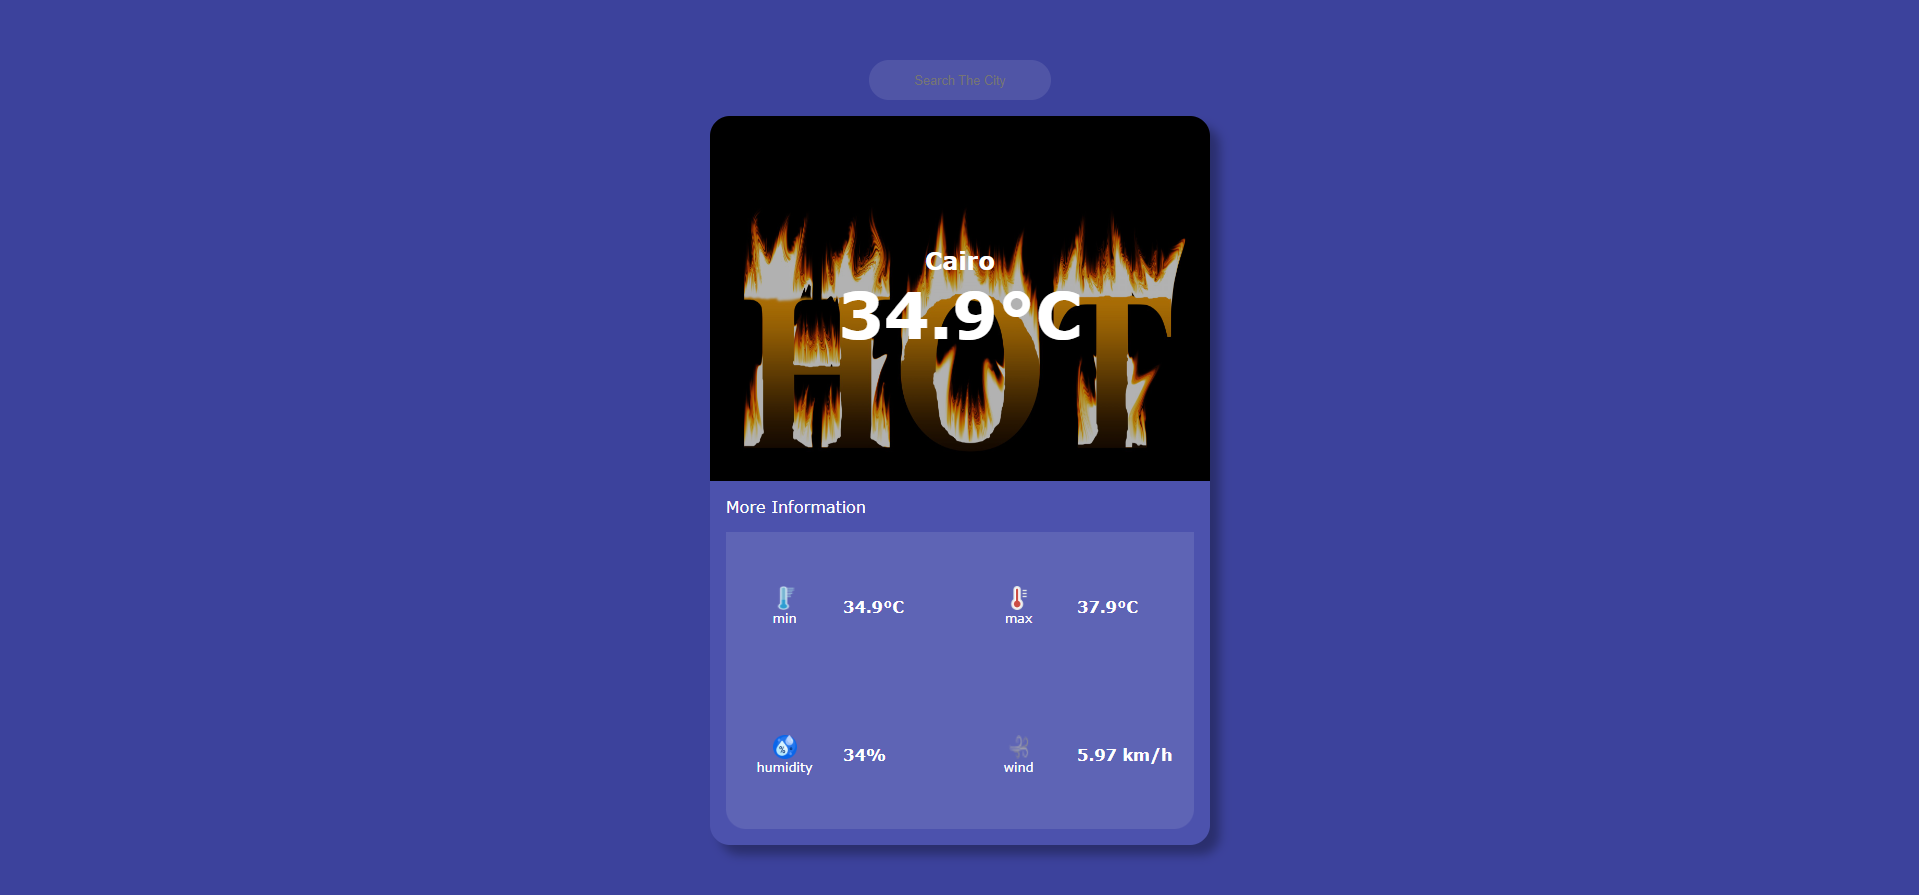 Search The City
HOT
Cairo
34.9°C
More Information
min
34.9°C
max
37.9°C
%
humidity
34%
wind
5.97 km/h